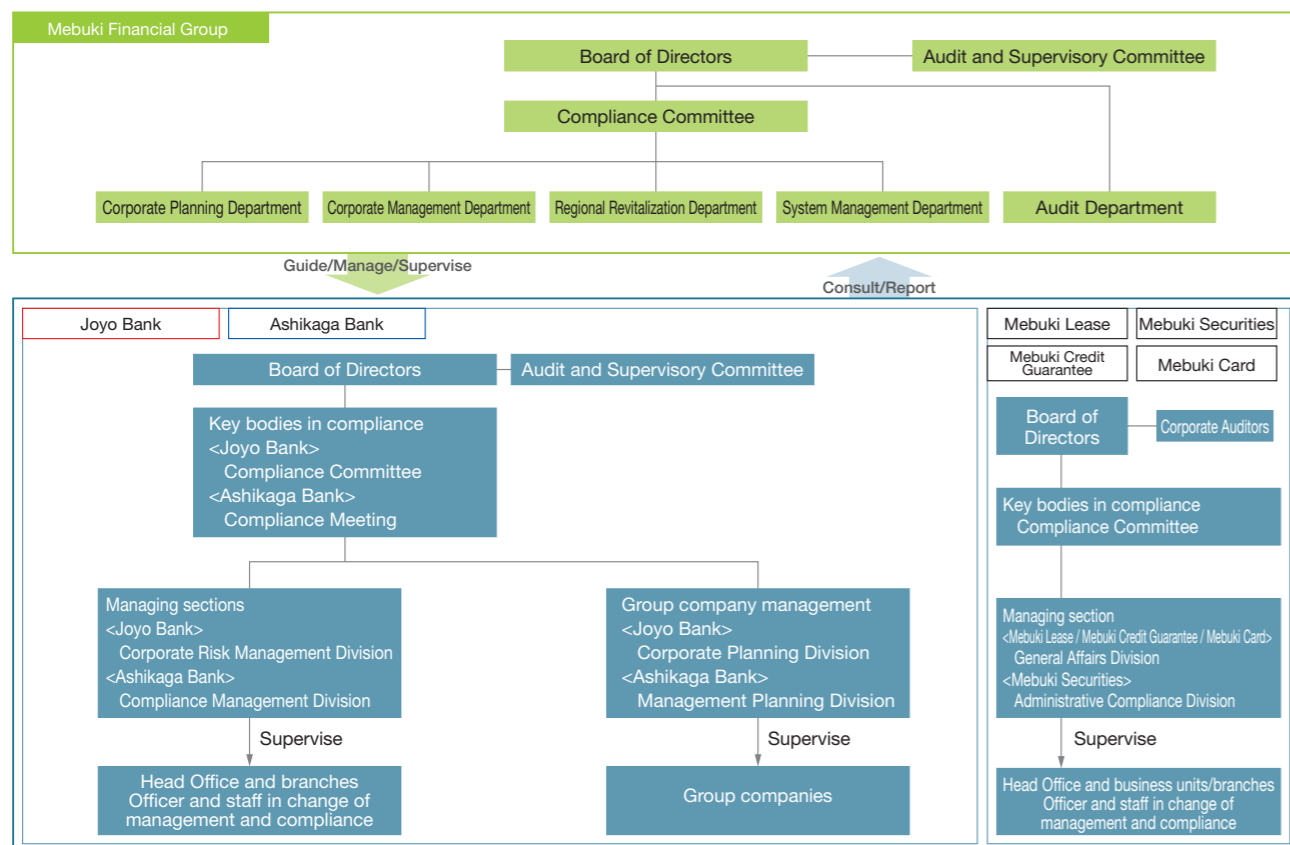 Mebuki Financial Group
Board of Directors
Audit and Supervisory Committee
Compliance Committee
Corporate Planning Department
Corporate Management Department
Regional Revitalization Department
System Management Department
Audit Department
Guide/Manage/Supervise
Consult/Report
Joyo Bank
Ashikaga Bank
Board of Directors
Audit and Supervisory Committee
Key bodies in compliance
<Joyo Bank>
Compliance Committee
<Ashikaga Bank>
Compliance Meeting
Managing sections
<Joyo Bank>
Corporate Risk Management Division
<Ashikaga Bank>
Compliance Management Division
Supervise
Head Office and branches
Officer and staff in change of
management and compliance
Group company management
<Joyo Bank>
Corporate Planning Division
<Ashikaga Bank>
Management Planning Division
Supervise
Group companies
Mebuki Lease
Mebuki Securities
Mebuki Credit
Guarantee
Mebuki Card
Board of
Directors
Corporate Auditors
Key bodies in compliance
Compliance Committee
Managing section
<Mebuki Lease / Mebuki Credit Guarantee / Mebuki Card>
General Affairs Division
<Mebuki Securities>
Administrative Compliance Division
Supervise
Head Office and business units/branches
Officer and staff in change of
management and compliance